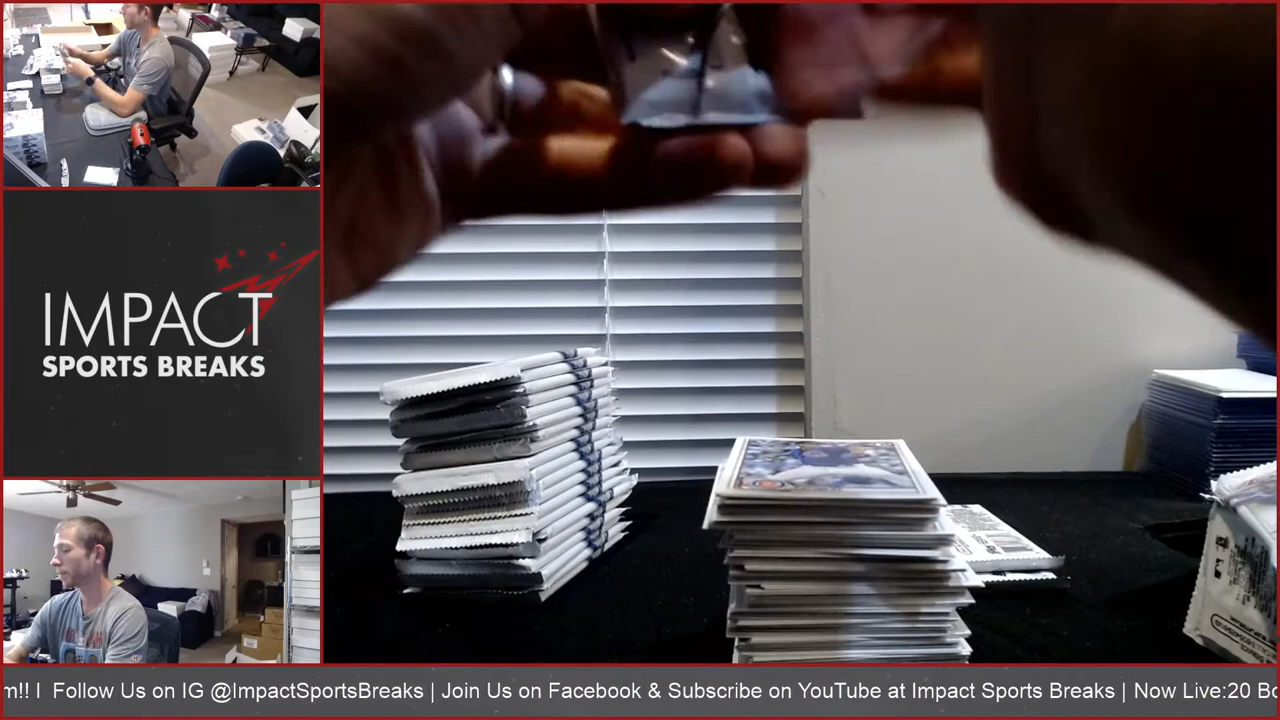 IMPACT
SPORTS BREAKS
m!! I Follow Us on IG @ImpactSportsBreaks | Join Us on Facebook & Subscribe on YouTube at Impact Sports Breaks | Now Live:20 Bo